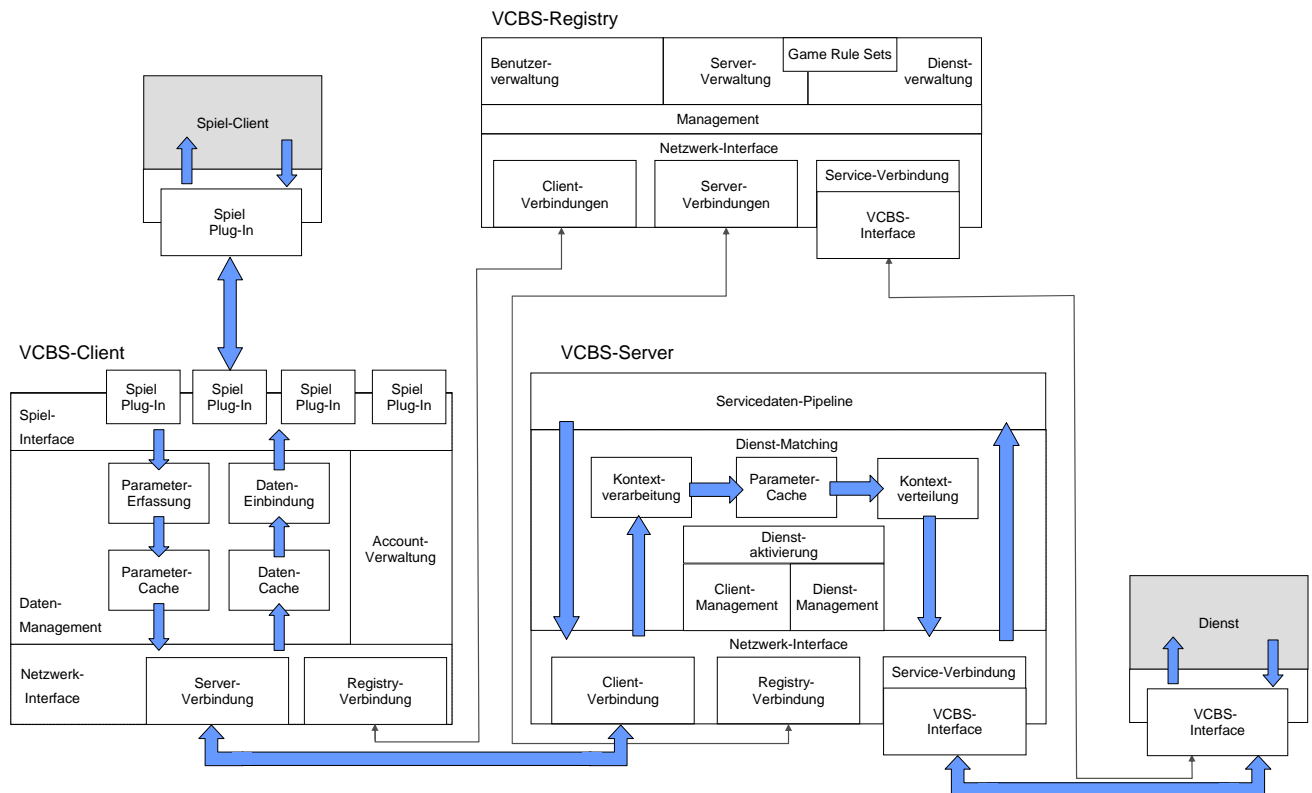 VCBS-Registry
Benutzer-
verwaltung
Server-
Verwaltung
Game Rule Sets
Dienst-
verwaltung
Management
Netzwerk-Interface
Client-
Verbindungen
Server-
Verbindungen
Service-Verbindung
VCBS-
Interface
Spiel-Client
Spiel
Plug-In
VCBS-Client
Spiel
Plug-In
Spiel
Plug-In
Spiel
Plug-In
Spiel
Plug-In
Spiel-
Interface
Parameter-
Erfassung
Daten-
Einbindung
Account-
Verwaltung
Parameter-
Cache
Daten-
Cache
Daten-
Management
Netzwerk-
Interface
Server-
Verbindung
Registry-
Verbindung
VCBS-Server
Servicedaten-Pipeline
Dienst-Matching
Kontext-
verarbeitung
Parameter-
Cache
Kontext-
verteilung
Dienst-
aktivierung
Client-
Management
Dienst-
Management
Netzwerk-Interface
Client-
Verbindung
Registry-
Verbindung
Service-Verbindung
VCBS-
Interface
Dienst
VCBS-
Interface